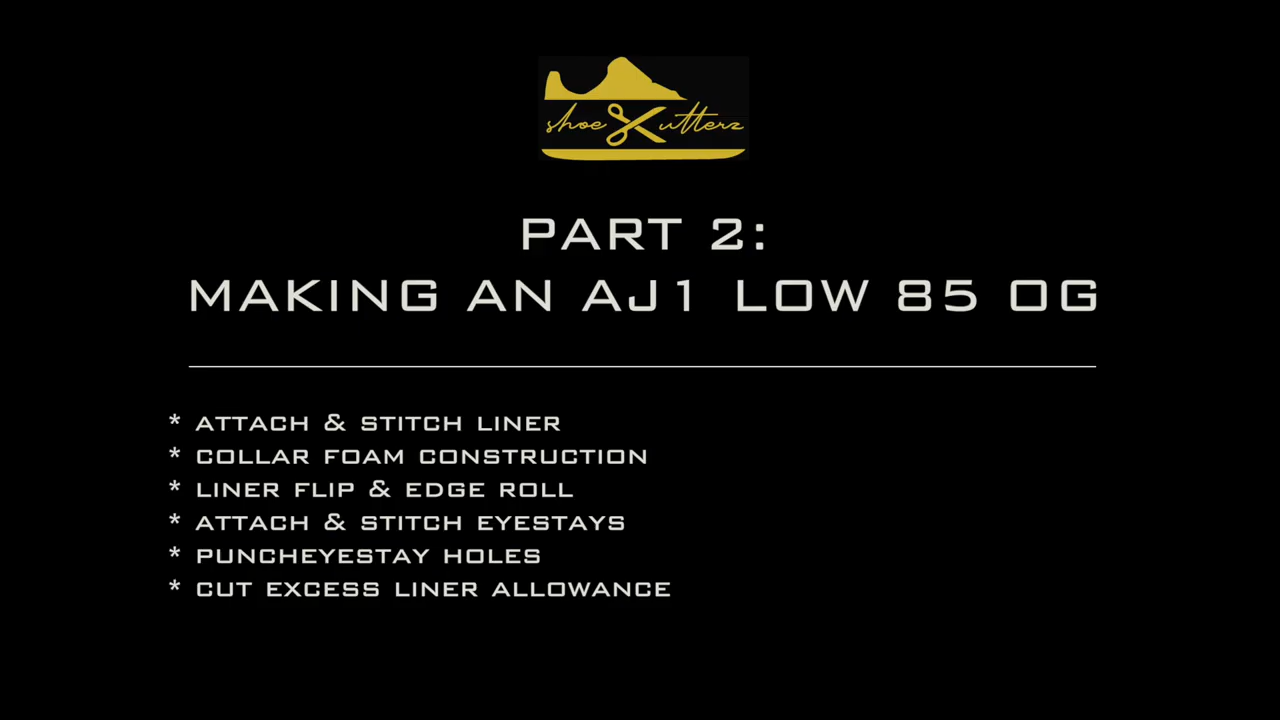 shoe Kutterz
PART 2:
MAKING AN AJ1 LOW 85 OG
* ATTACH & STITCH LINER
* COLLAR FOAM CONSTRUCTION
* LINER FLIP & EDGE ROLL
* ATTACH & STITCH EYESTAYS
* PUNCHEYESTAY HOLES
* CUT EXCESS LINER ALLOWANCE